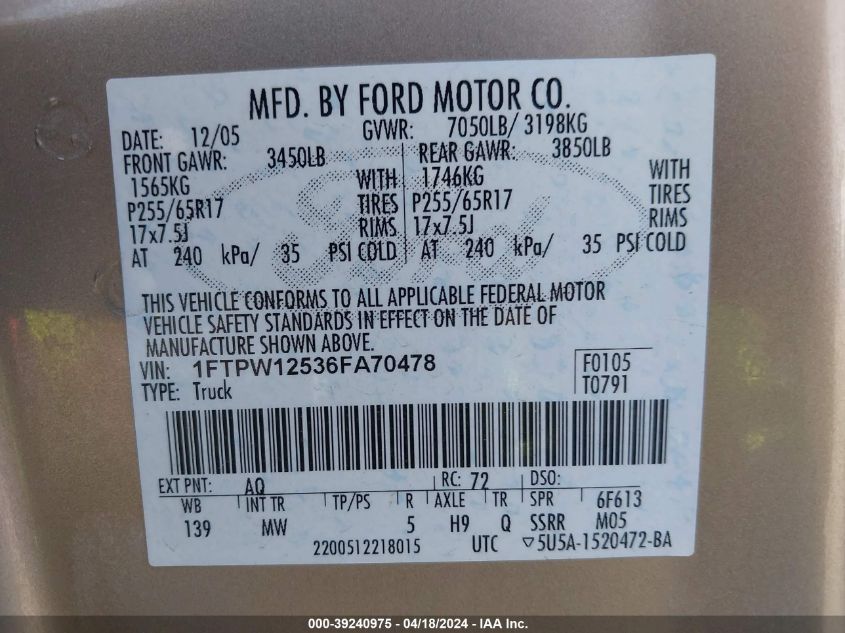 MFD. BY FORD MOTOR CO.
DATE: 12/05 GVWR: 7050LB/ 3198KG
FRONT GAWR: 3450LB REAR GAWR: 3850LB
1565KG WITH 1746KG WITH
P255/65R17 TIRES P255/65R17 TIRES
17x7.5J RIMS 17x7.5J RIMS
AT 240 kPa/ 35 PSI COLD AT 240 kPa/ 35 PSI COLD
Ford
THIS VEHICLE CONFORMS TO ALL APPLICABLE FEDERAL MOTOR
VEHICLE SAFETY STANDARDS IN EFFECT ON THE DATE OF
MANUFACTURE SHOWN ABOVE.
VIN: 1FTPW12536FA70478 F0105
TYPE: Truck T0791
EXT PNT: AQ RC: 72 DSO:
WB INT TR TP/PS R AXLE TR SPR 6F613
139 MW 5 H9 Q SSRR M05
2200512218015 UTC ▽5U5A-1520472-BA
000-39240975 - 04/18/2024 - IAA Inc.